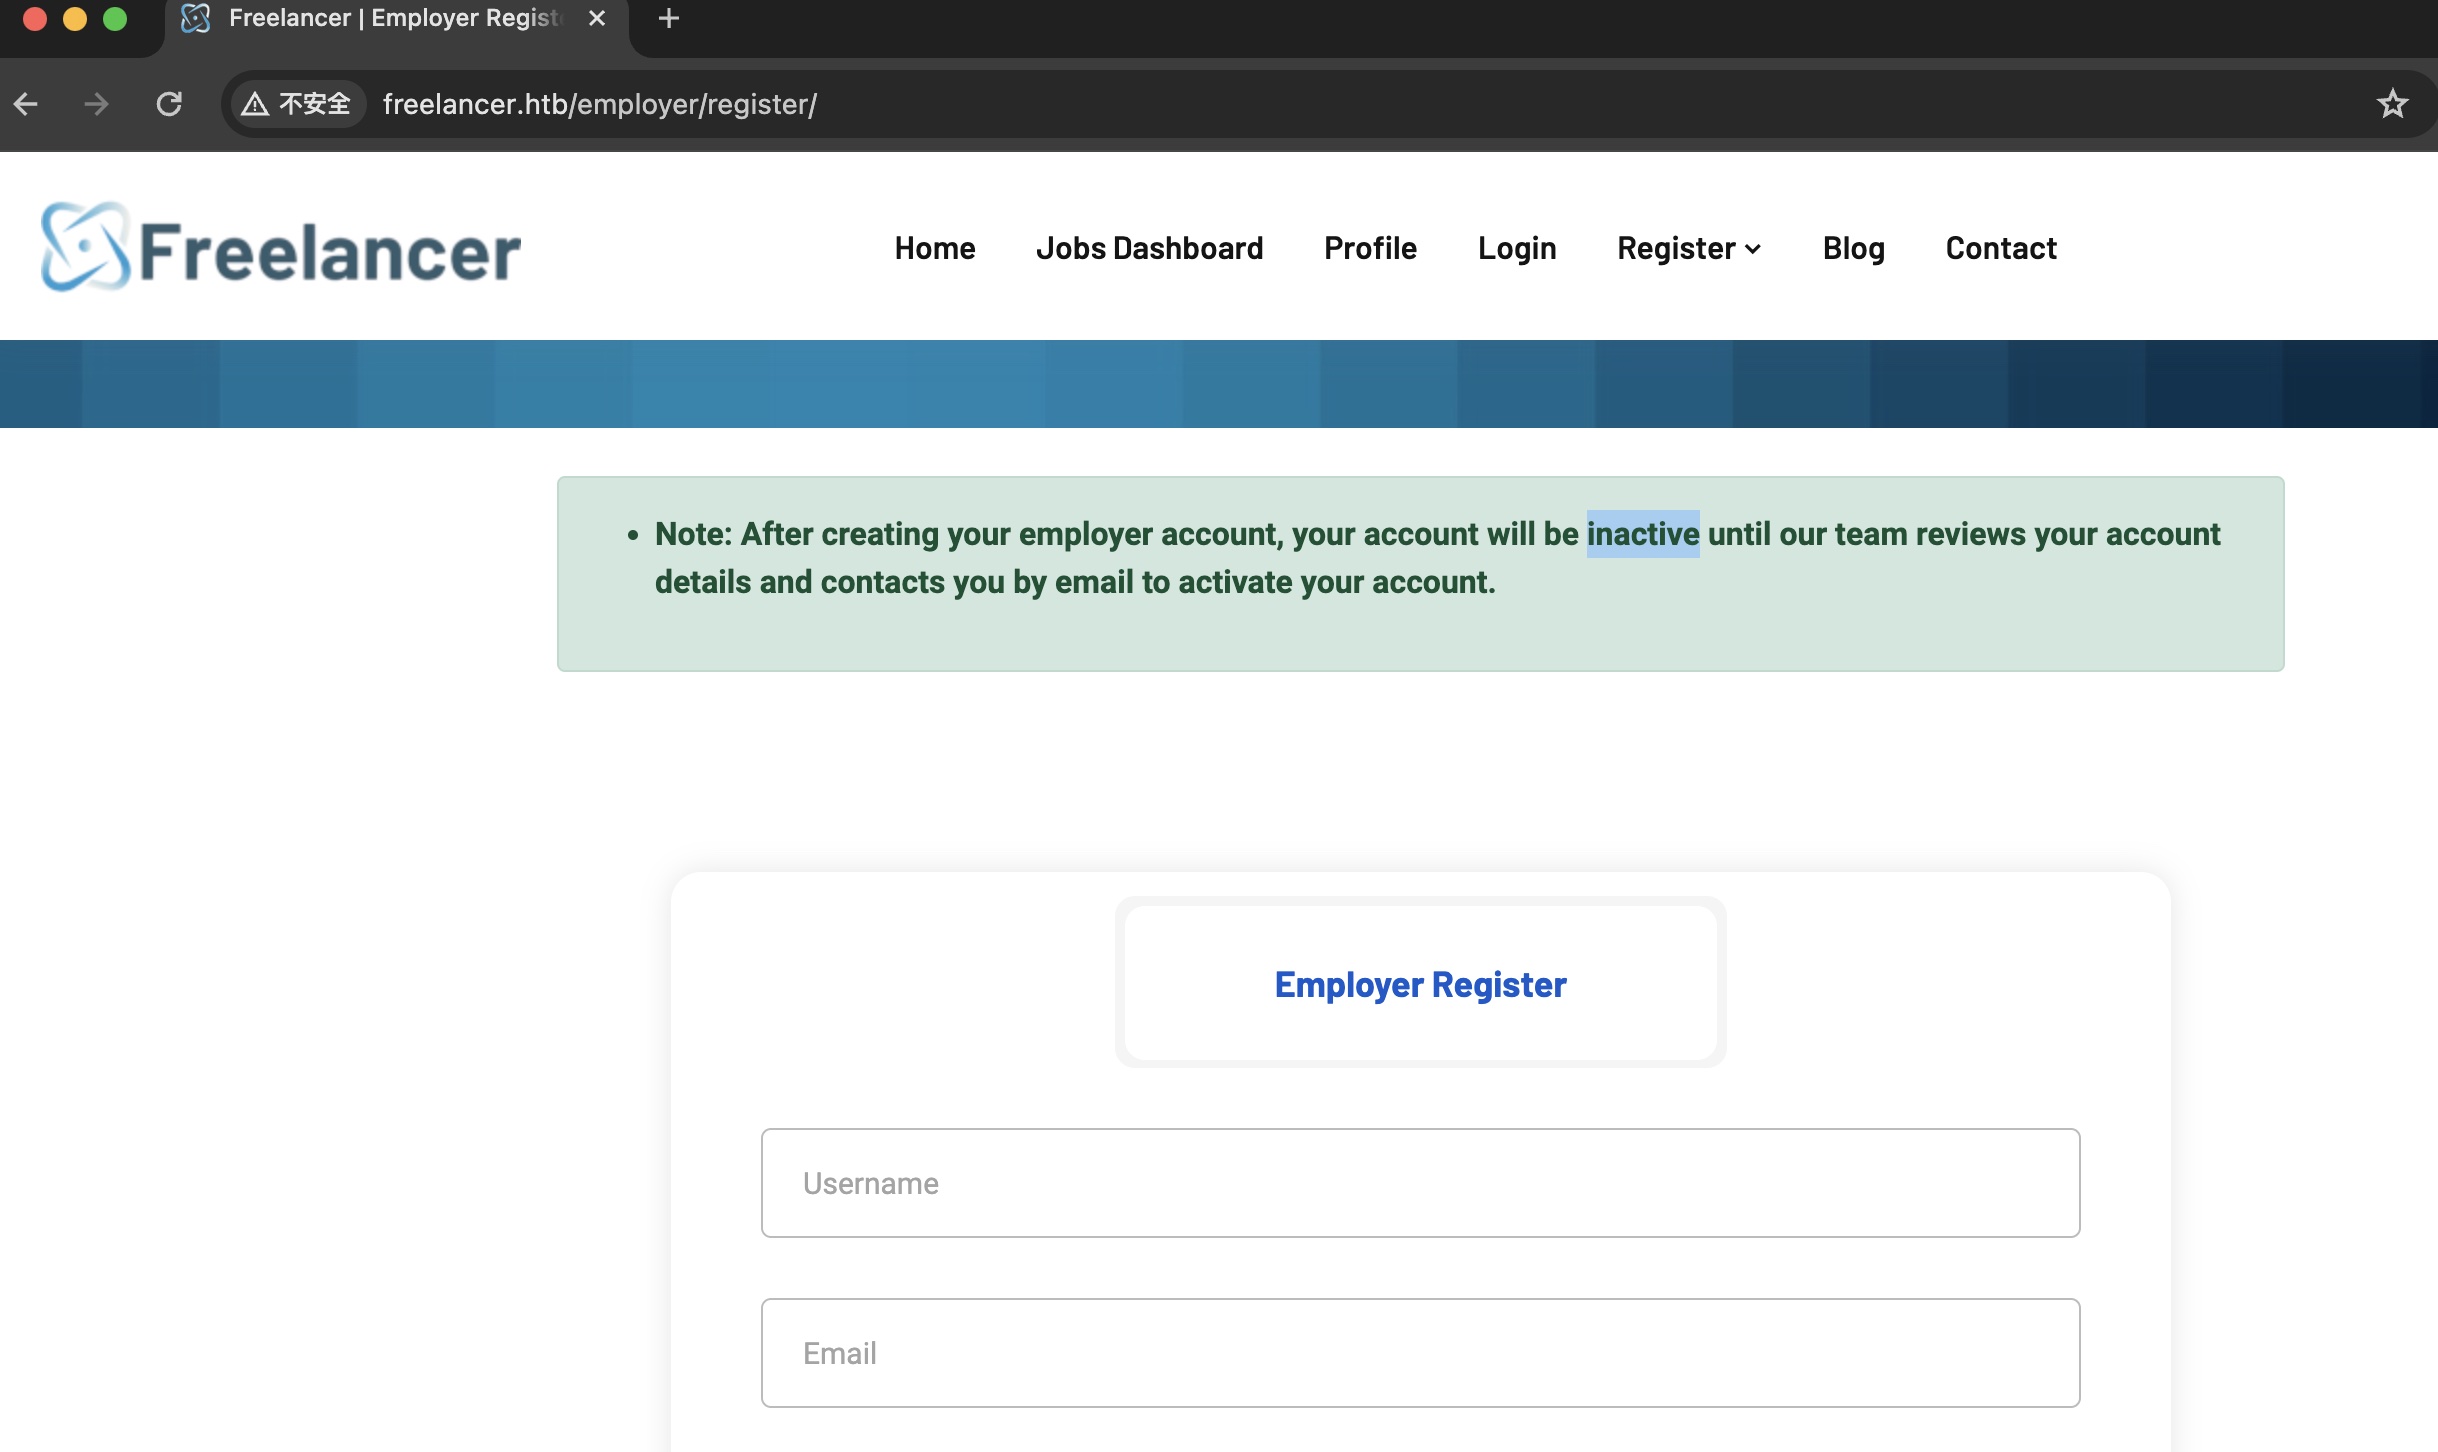 Freelancer | EmployerRegist
不安全 freelancer.htb/employer/register/
Freelancer
Home Jobs Dashboard Profile Login Register Blog Contact
Note: After creating your employer account, your account will be inactive until our team reviews your account
details and contacts you by email to activate your account.
Employer Register
Username
Email